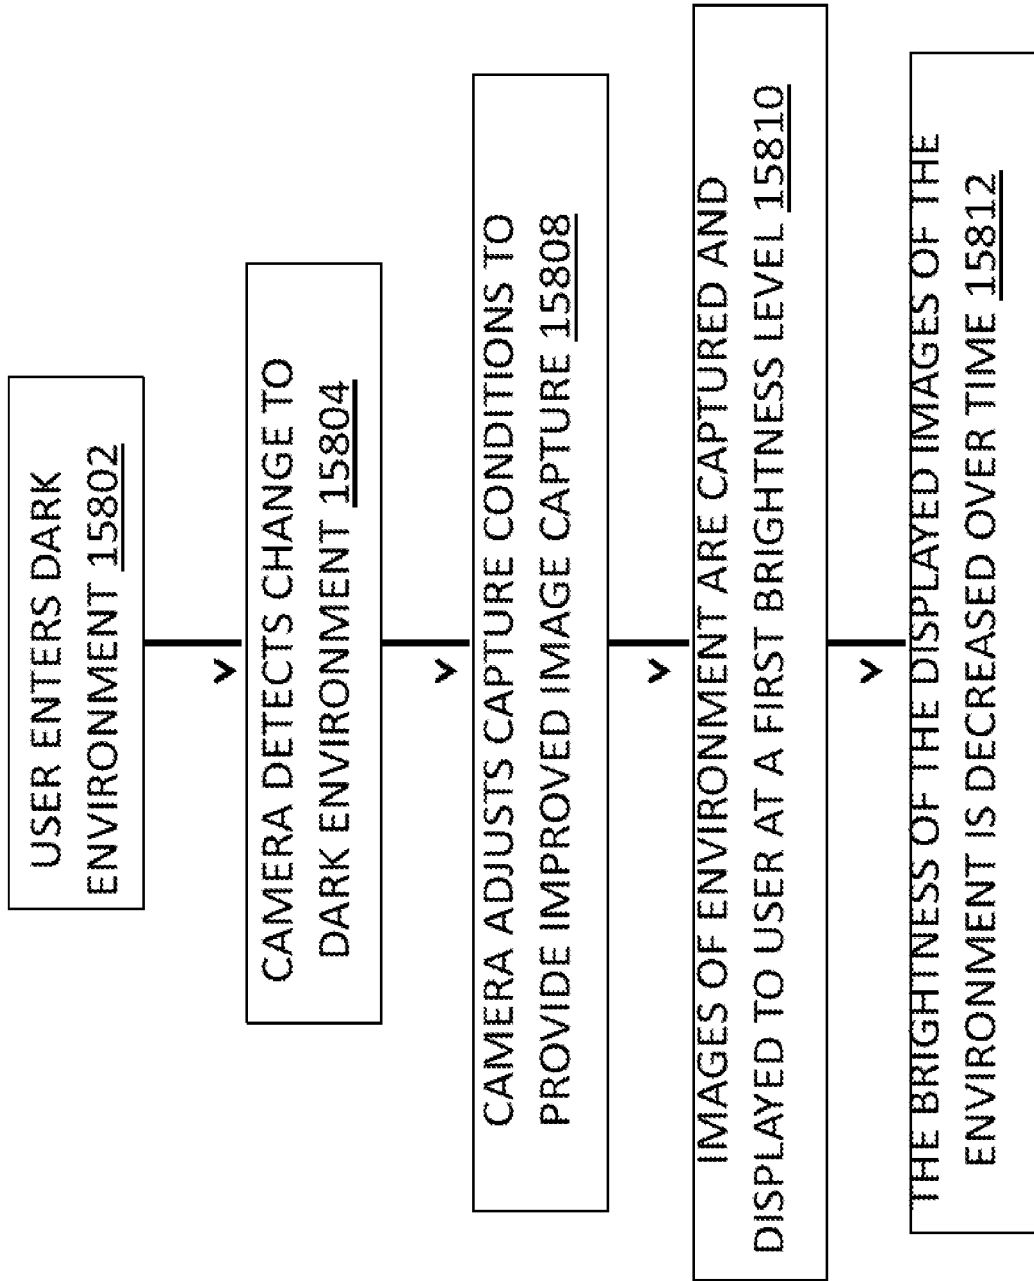 USER ENTERS DARK
ENVIRONMENT 15802
CAMERA DETECTS CHANGE TO
DARK ENVIRONMENT 15804
CAMERA ADJUSTS CAPTURE CONDITIONS TO
PROVIDE IMPROVED IMAGE CAPTURE 15808
IMAGES OF ENVIRONMENT ARE CAPTURED AND
DISPLAYED TO USER AT A FIRST BRIGHTNESS LEVEL 15810
THE BRIGHTNESS OF THE DISPLAYED IMAGES OF THE
ENVIRONMENT IS DECREASED OVER TIME 15812